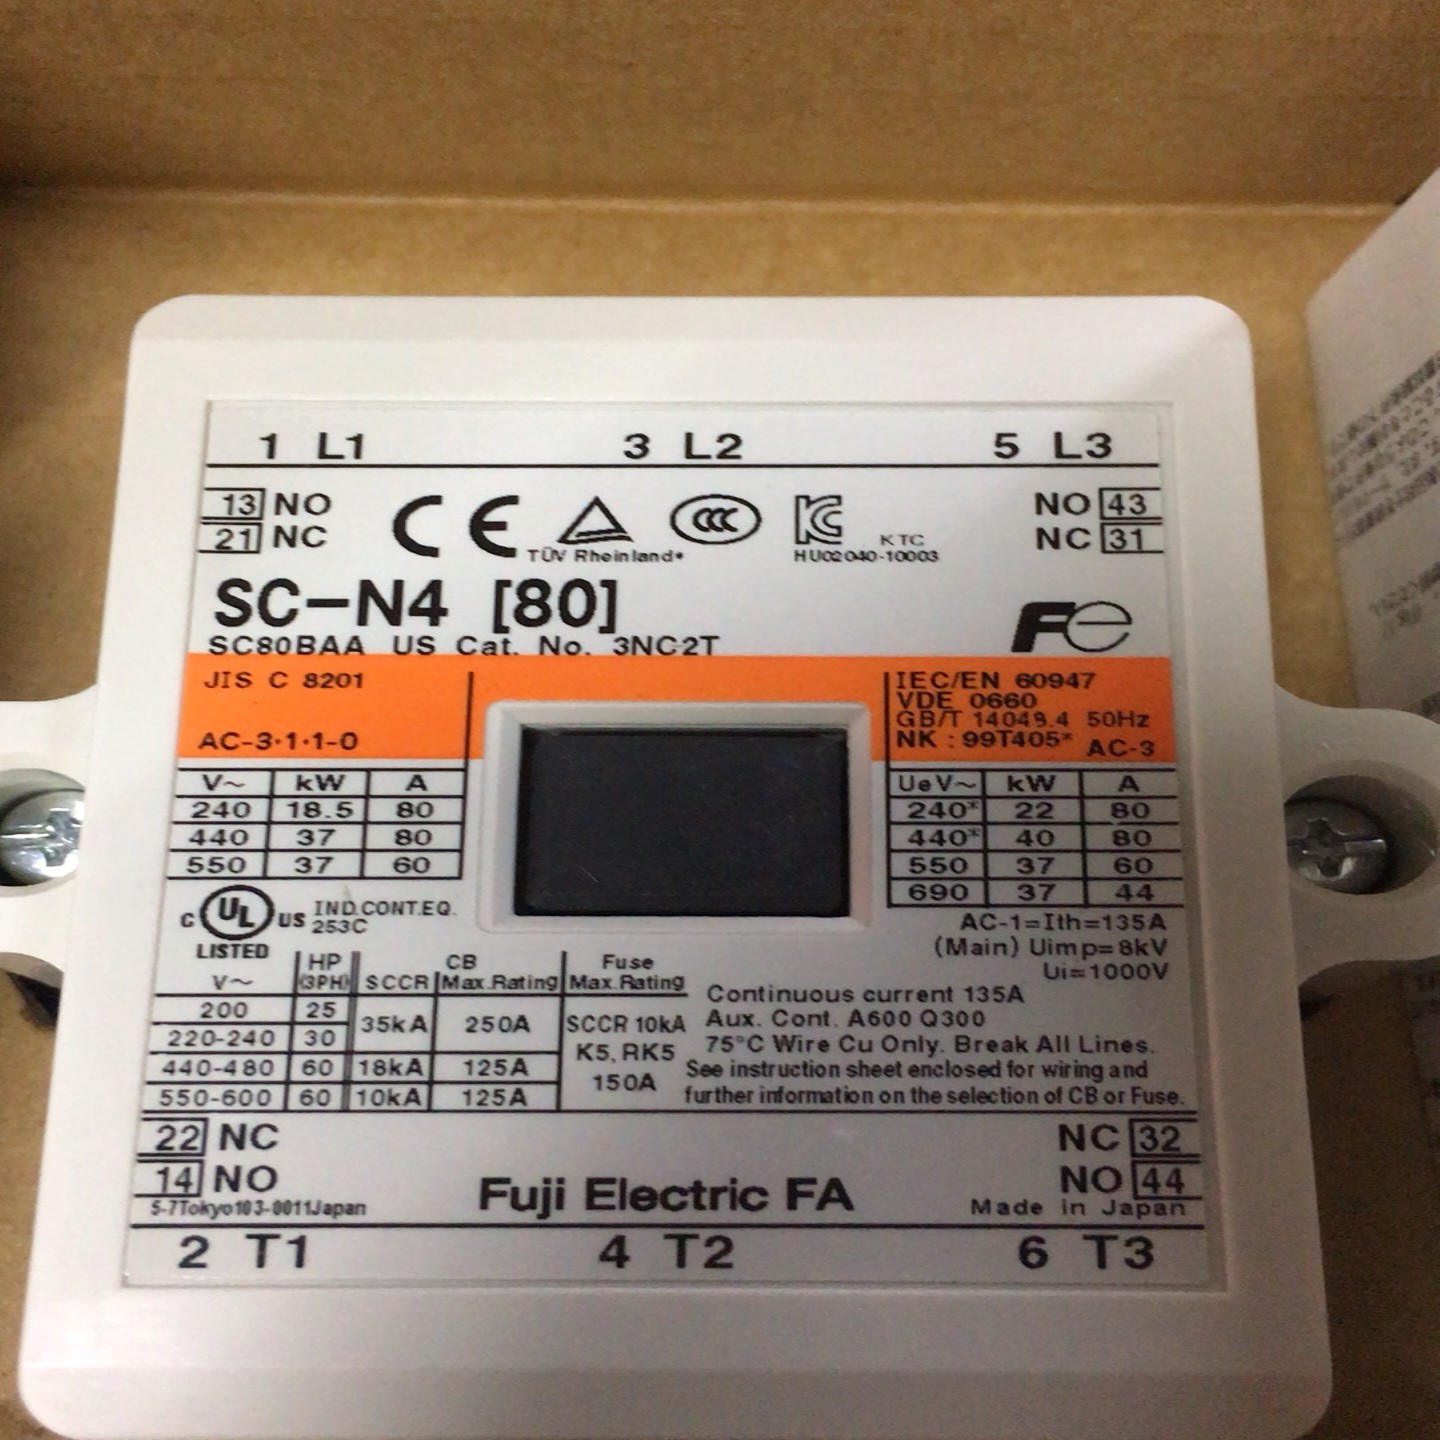 1 L1 3 L2 5 L3
13 NO NO 43
21 NC NC 31
CE TÜV Rheinland CCC KC KTC
HU02040-10003
SC-N4 [80]
SC80BAA US Cat. No. 3NC2T
Fe
JIS C 8201
AC-3·1·1-0
IEC/EN 60947
VDE 0660
GB/T 14048.4 50Hz
NK : 99T405* AC-3
V~ kW A
240 18.5 80
440 37 80
550 37 60
UeV~ kW A
240* 22 80
440* 40 80
550 37 60
690 37 44
C UL US IND.CONT.EQ.
253C
LISTED
AC-1=Ith=135A
(Main) Uimp=8kV
Ui=1000V
V~ HP (3PH) SCCR CB Max.Rating Fuse Max.Rating
200 25 35kA 250A SCCR 10kA
220-240 30 K5, RK5
440-480 60 18kA 125A 150A
550-600 60 10kA 125A
Continuous current 135A
Aux. Cont. A600 Q300
75°C Wire Cu Only. Break All Lines.
See instruction sheet enclosed for wiring and
further information on the selection of CB or Fuse.
22 NC NC 32
14 NO NO 44
5-7Tokyo103-0011Japan Fuji Electric FA Made in Japan
2 T1 4 T2 6 T3